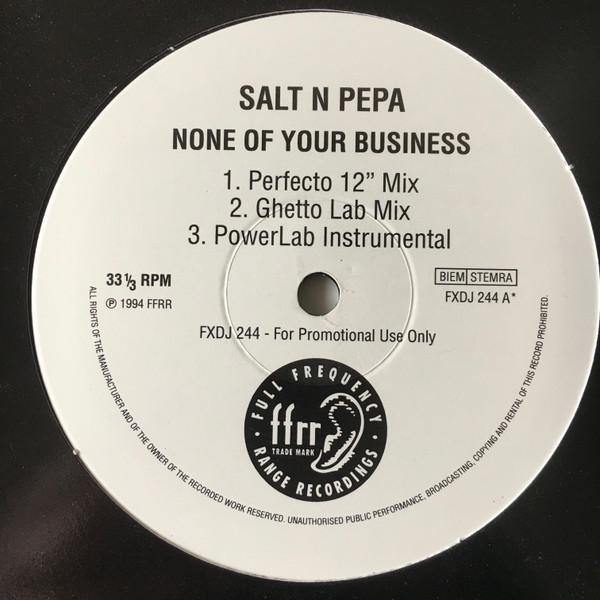 SALT N PEPA
NONE OF YOUR BUSINESS
1. Perfecto 12” Mix
2. Ghetto Lab Mix
3. PowerLab Instrumental
33⅓ RPM
℗ 1994 FFRR
BIEM STEMRA
FXDJ 244 A*
FXDJ 244 - For Promotional Use Only
· FULL FREQUENCY ·
ffrr
TRADE MARK
RANGE RECORDINGS
ALL RIGHTS OF THE MANUFACTURER AND OF THE OWNER OF THE RECORDED WORK RESERVED. UNAUTHORISED PUBLIC PERFORMANCE, BROADCASTING, COPYING AND RENTAL OF THIS RECORD PROHIBITED.